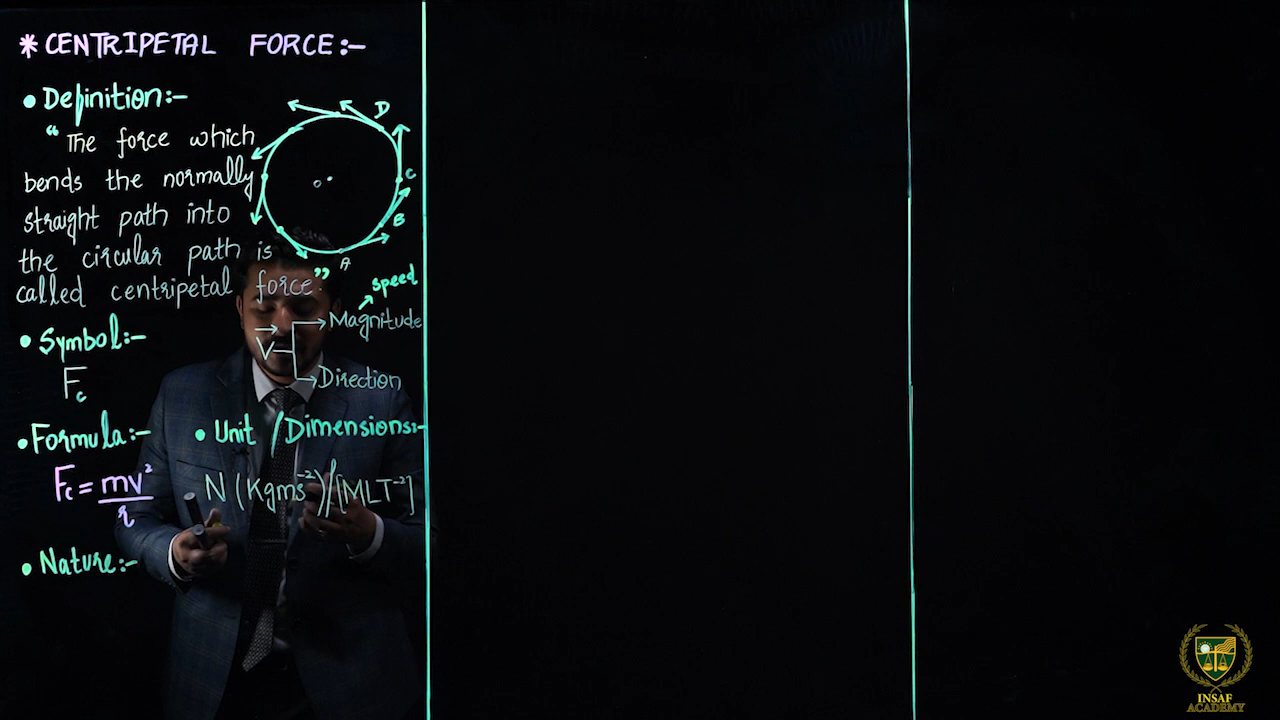 * CENTRIPETAL FORCE:-
• Definition:-
“The force which
bends the normally
straight path into
the circular path is
called centripetal force”
D
C
B
A
o
speed
Magnitude
V
Direction
• Symbol:-
Fc
• Formula:-
Fc = mv²/r
• Unit / Dimensions:-
N (Kgms⁻²)/[MLT⁻²]
• Nature:-
INSAF
ACADEMY